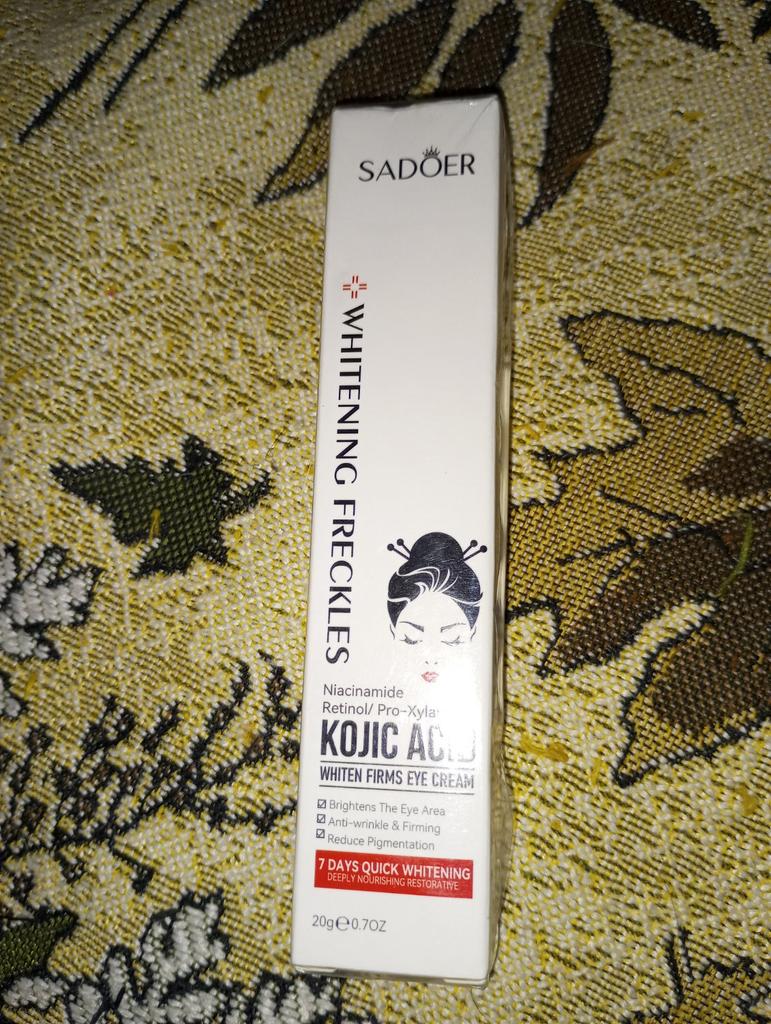 SADOER
WHITENING FRECKLES
Niacinamide
Retinol/ Pro-Xyla
KOJIC ACID
WHITEN FIRMS EYE CREAM
Brightens The Eye Area
Anti-wrinkle & Firming
Reduce Pigmentation
7 DAYS QUICK WHITENING
DEEPLY NOURISHING RESTORATIVE
20g℮0.7OZ